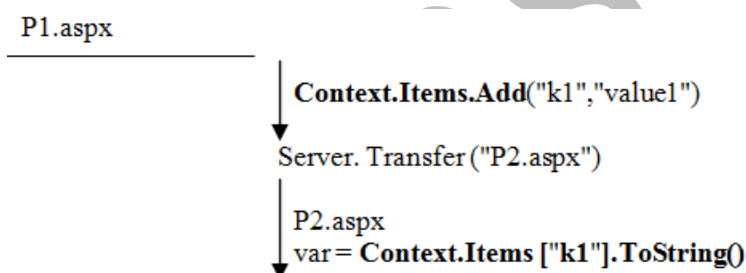 P1.aspx
Context.Items.Add("k1","value1")
Server. Transfer ("P2.aspx")
P2.aspx
var = Context.Items ["k1"].ToString()